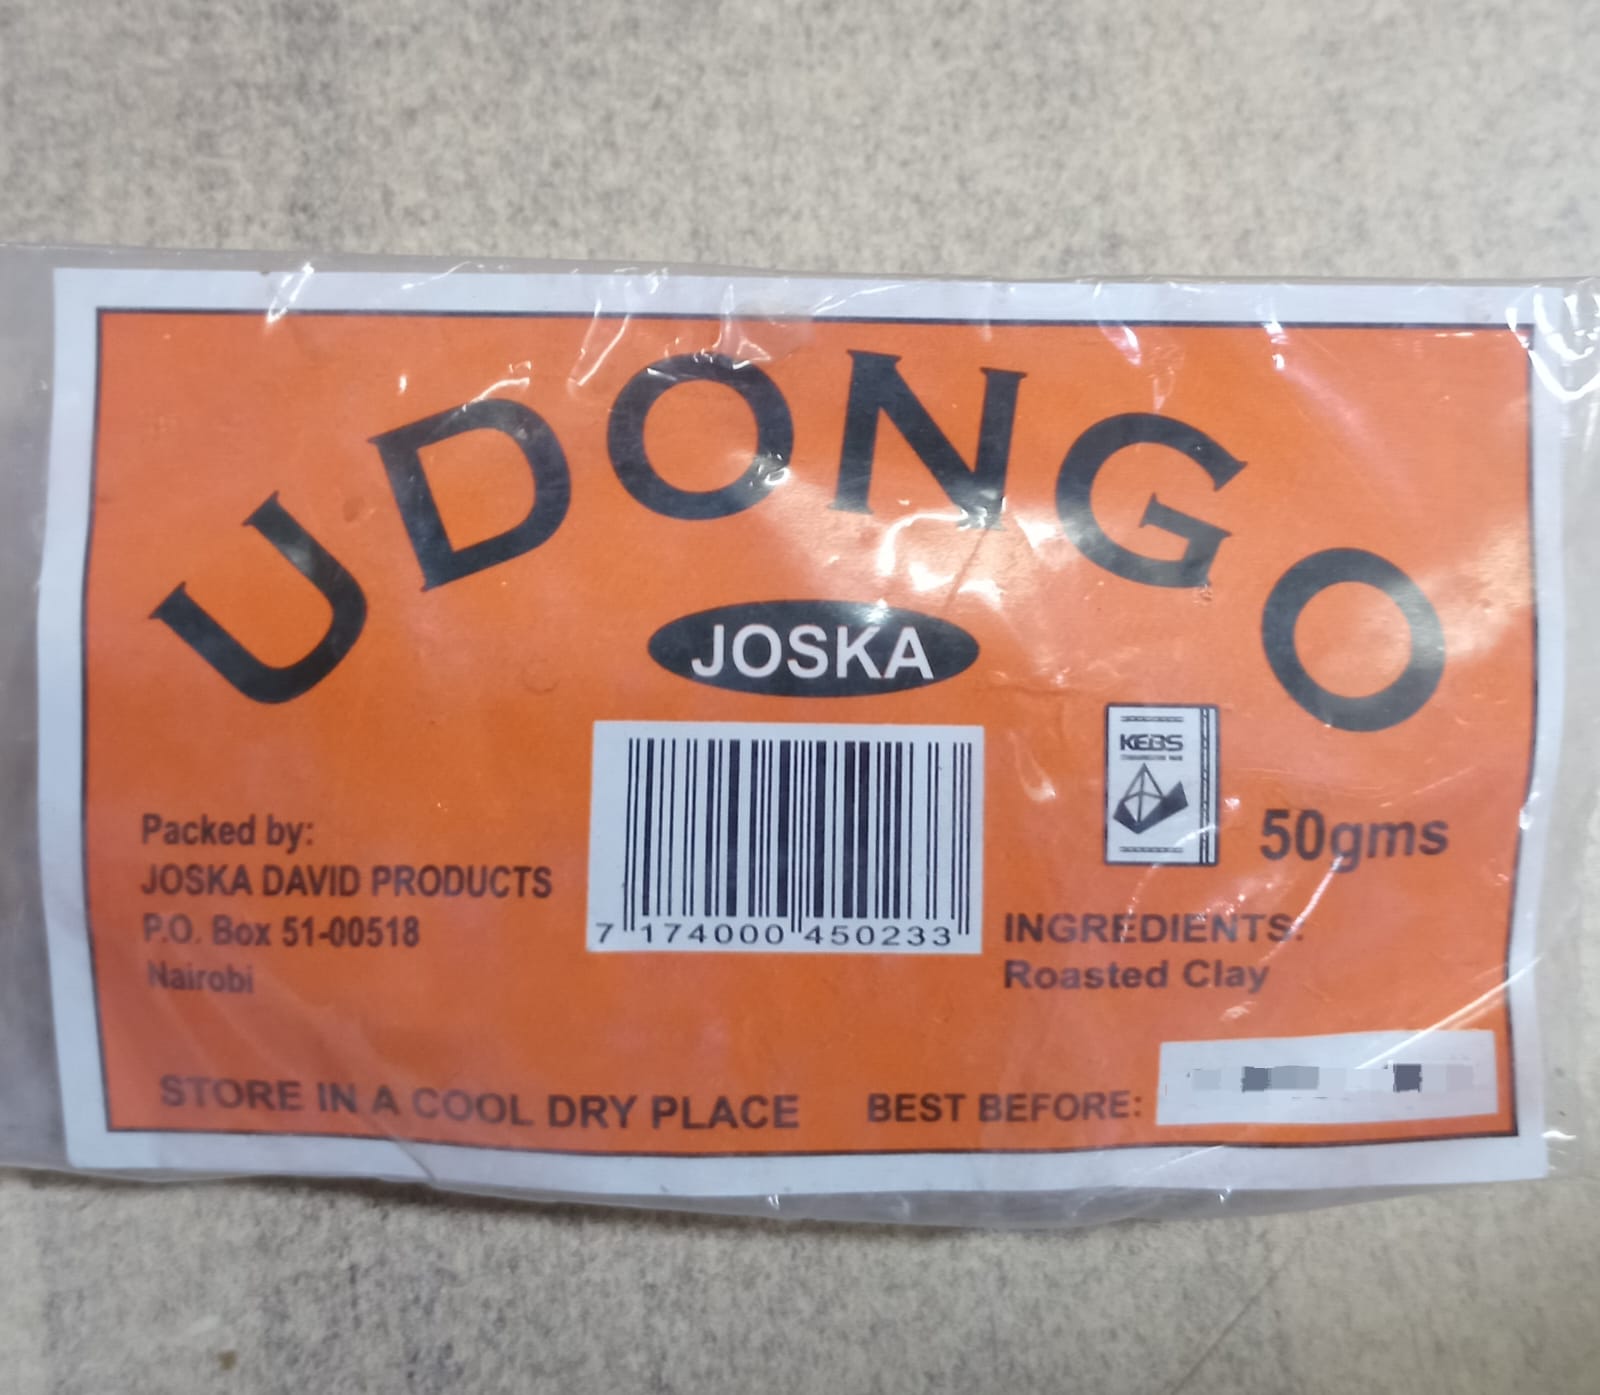 UDONGO
JOSKA
KEBS
50gms
Packed by:
JOSKA DAVID PRODUCTS
P.O. Box 51-00518
Nairobi
7 174000 450233
INGREDIENTS:
Roasted Clay
STORE IN A COOL DRY PLACE
BEST BEFORE: